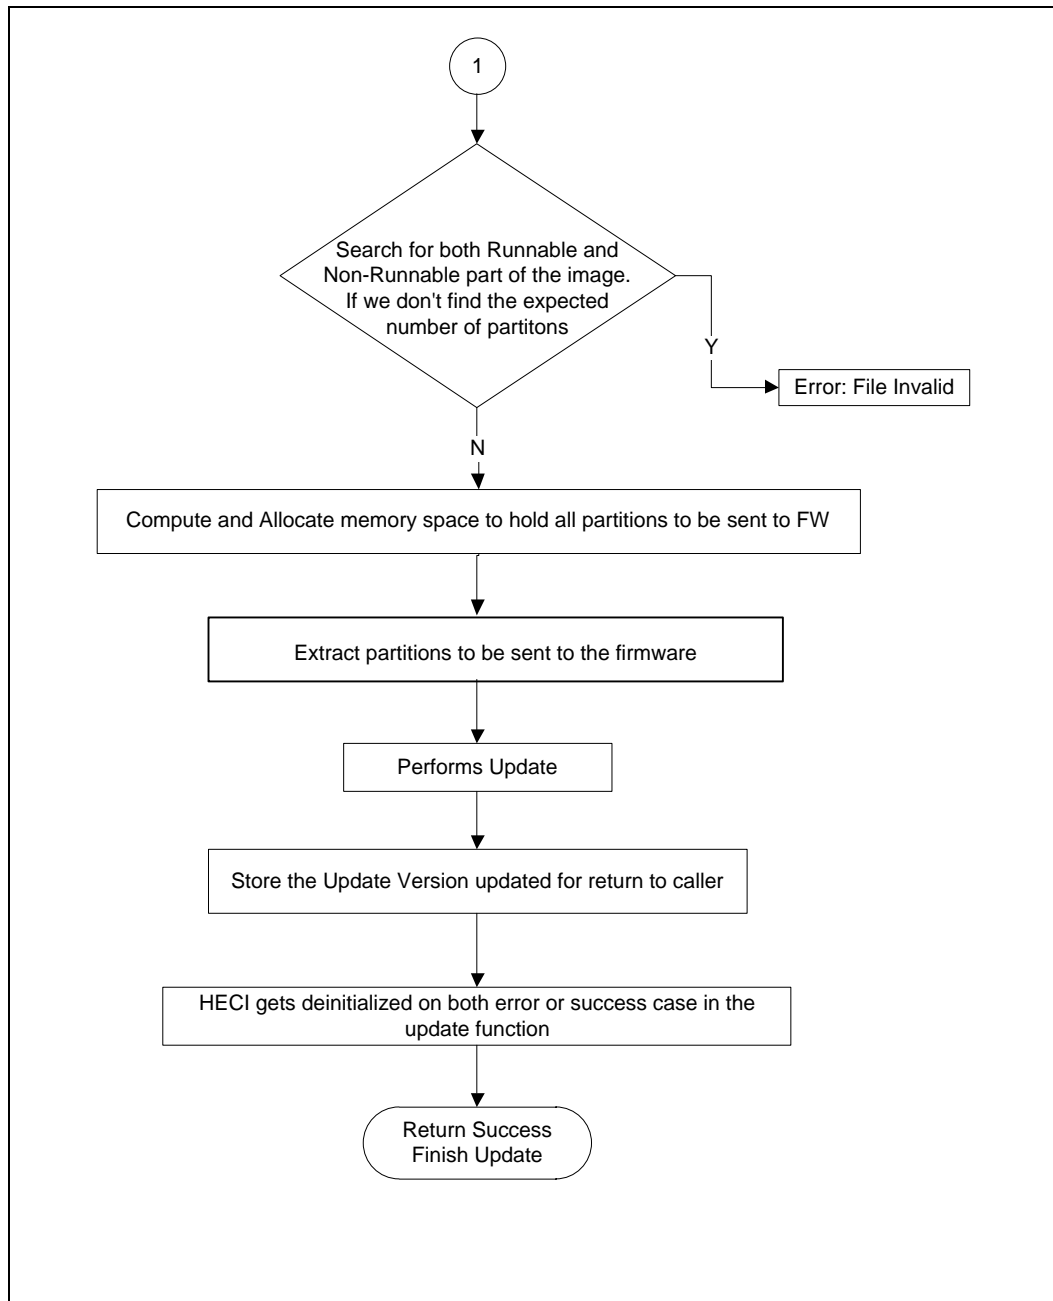 1
Search for both Runnable and
Non-Runnable part of the image.
If we don't find the expected
number of partitons
Y
Error: File Invalid
N
Compute and Allocate memory space to hold all partitions to be sent to FW
Extract partitions to be sent to the firmware
Performs Update
Store the Update Version updated for return to caller
HECI gets deinitialized on both error or success case in the
update function
Return Success
Finish Update